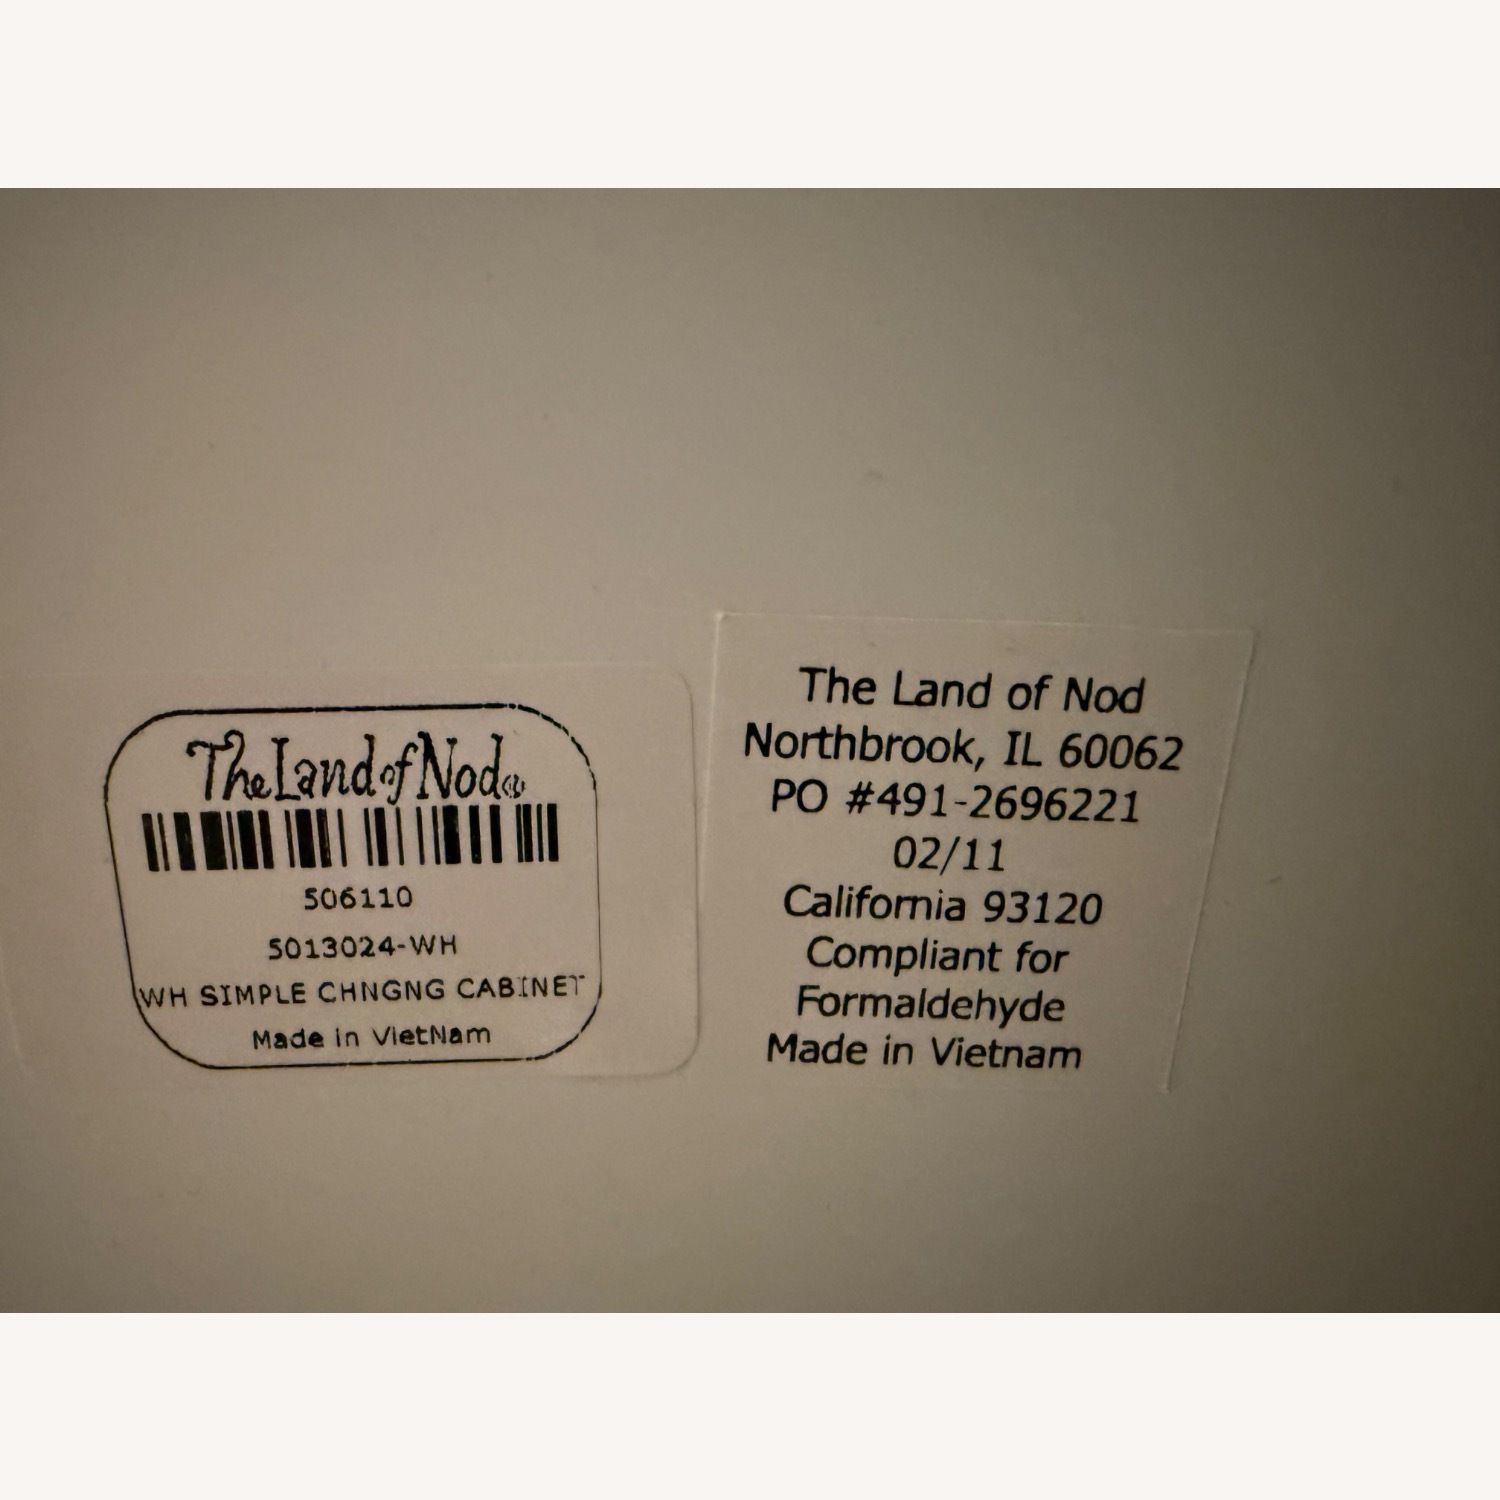 The Land of Nod®
506110
5013024-WH
WH SIMPLE CHNGNG CABINET
Made in VietNam
The Land of Nod
Northbrook, IL 60062
PO #491-2696221
02/11
California 93120
Compliant for
Formaldehyde
Made in Vietnam